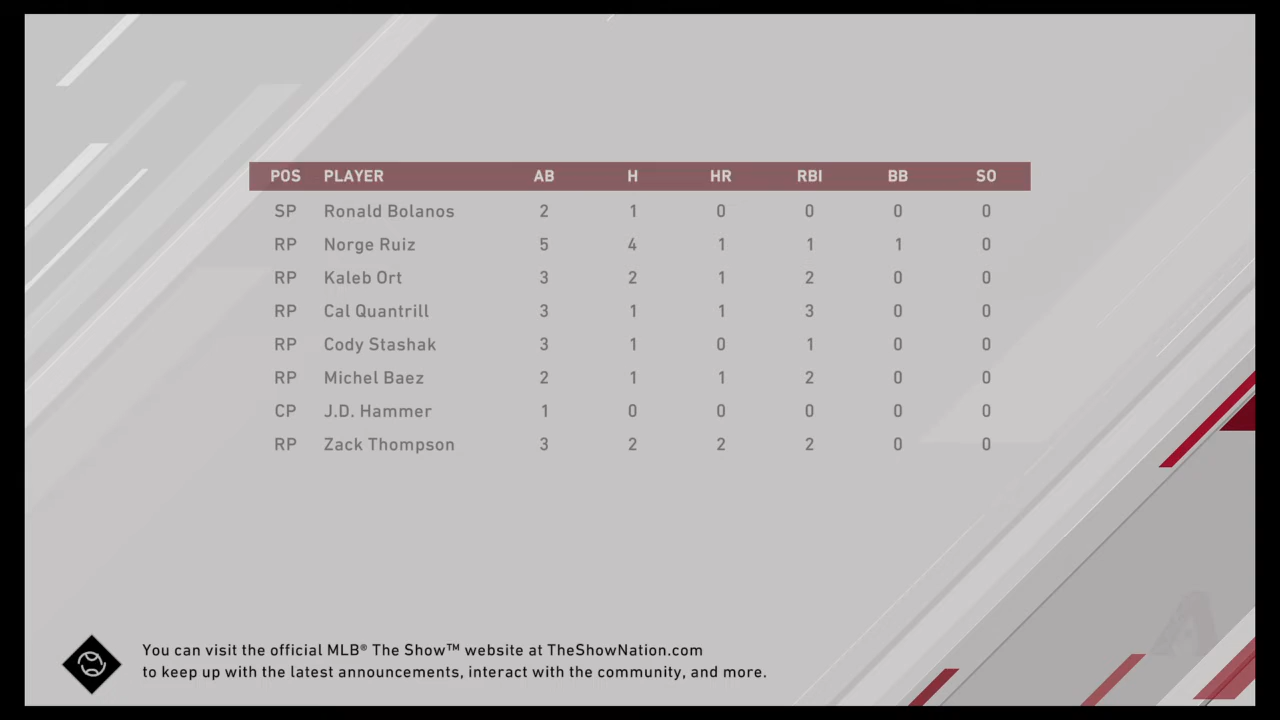 POS PLAYER AB H HR RBI BB SO
SP Ronald Bolanos 2 1 0 0 0 0
RP Norge Ruiz 5 4 1 1 1 0
RP Kaleb Ort 3 2 1 2 0 0
RP Cal Quantrill 3 1 1 3 0 0
RP Cody Stashak 3 1 0 1 0 0
RP Michel Baez 2 1 1 2 0 0
CP J.D. Hammer 1 0 0 0 0 0
RP Zack Thompson 3 2 2 2 0 0
You can visit the official MLB® The Show™ website at TheShowNation.com
to keep up with the latest announcements, interact with the community, and more.